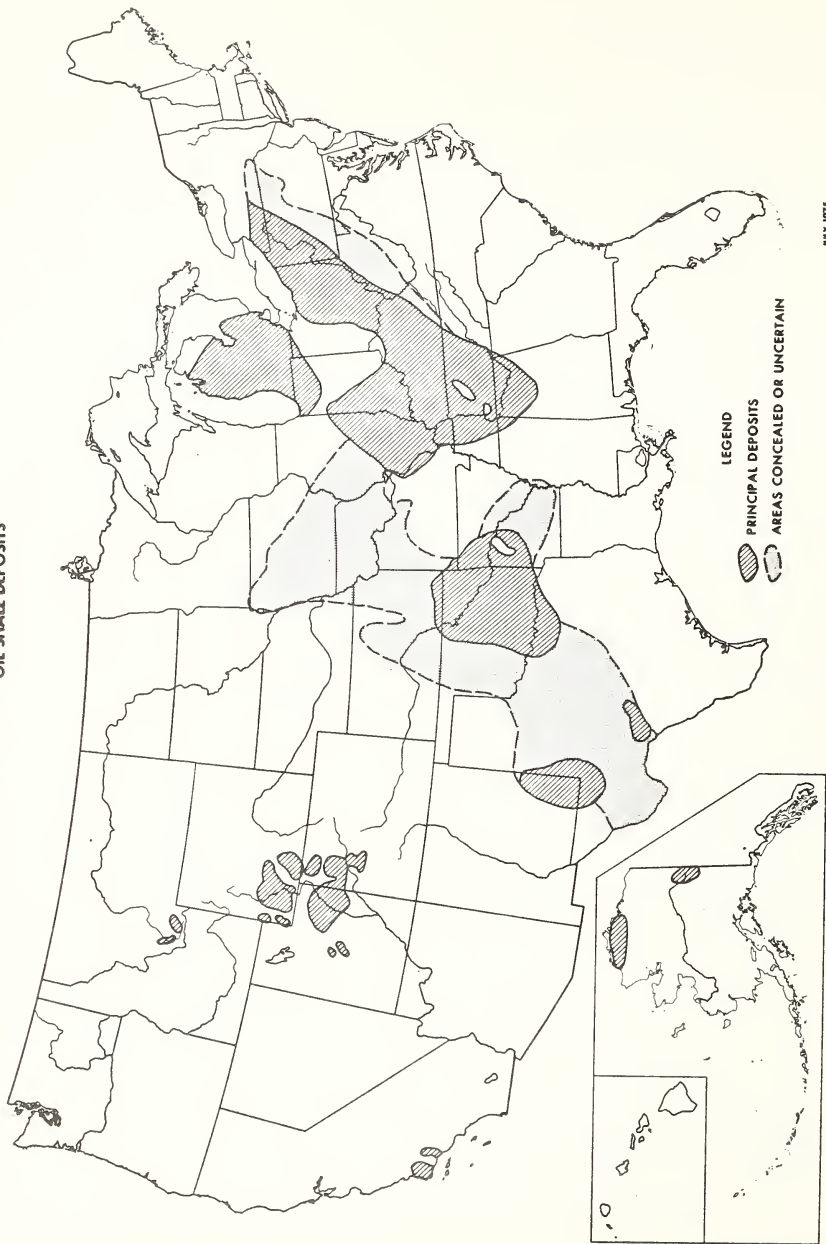 OIL SHALE DEPOSITS
LEGEND
PRINCIPAL DEPOSITS
AREAS CONCEALED OR UNCERTAIN